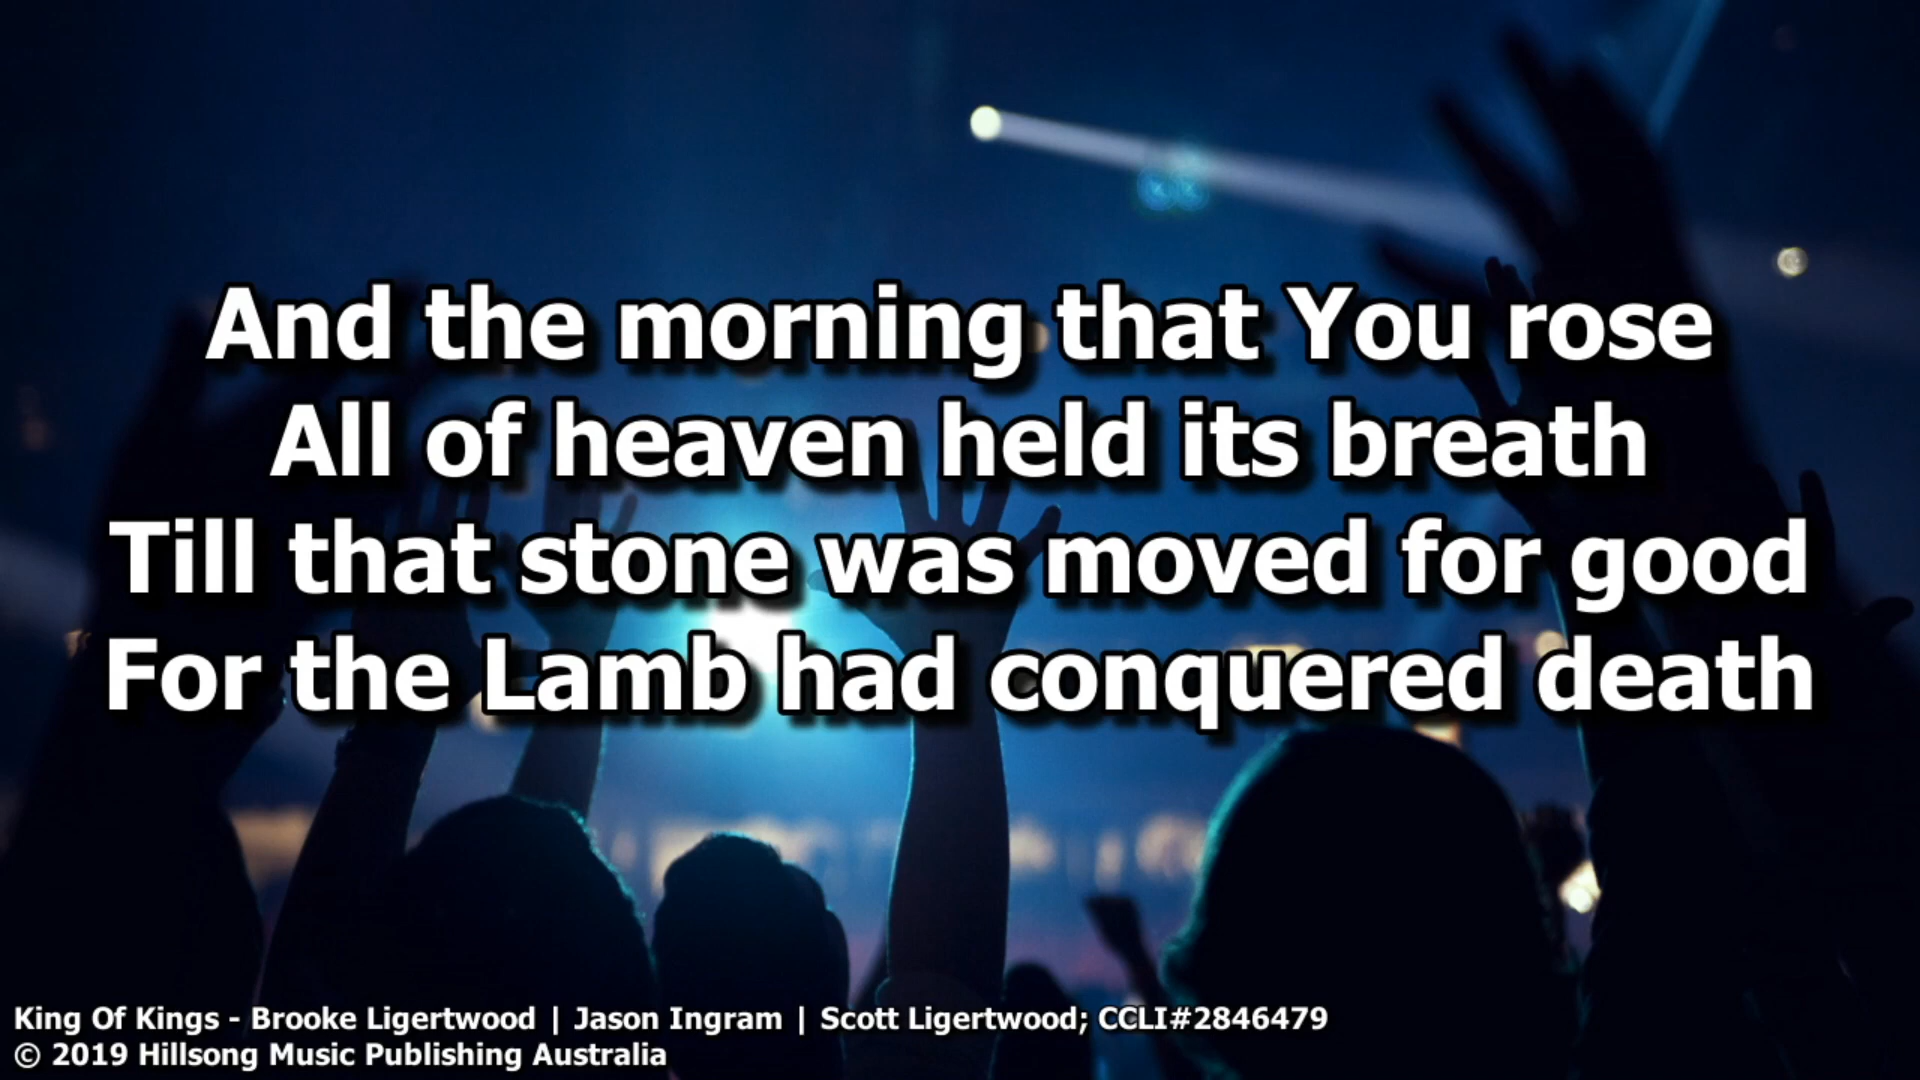 And the morning that You rose
All of heaven held its breath
Till that stone was moved for good
For the Lamb had conquered death
King Of Kings - Brooke Ligertwood | Jason Ingram | Scott Ligertwood; CCLI#2846479
© 2019 Hillsong Music Publishing Australia